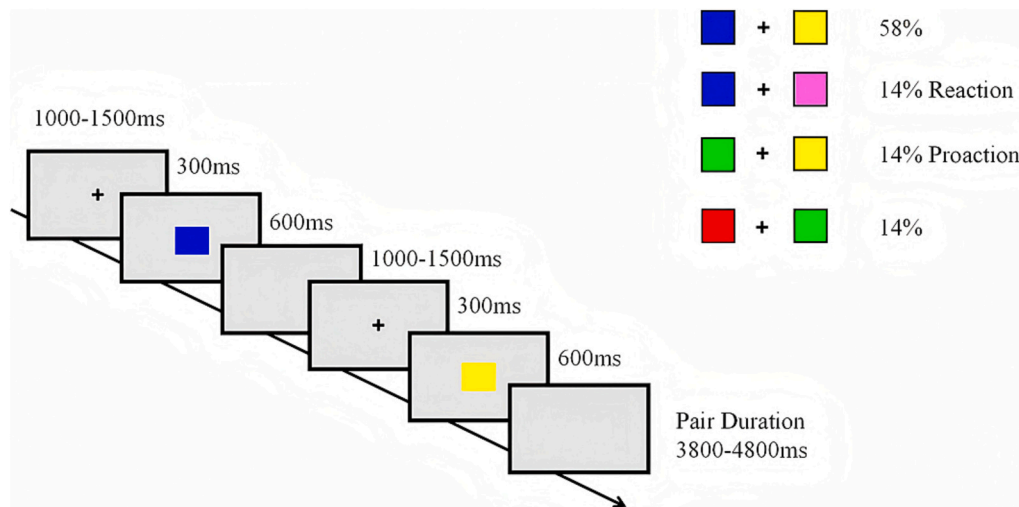 1000-1500ms
300ms
600ms
1000-1500ms
300ms
600ms
Pair Duration
3800-4800ms
+ 58%
+ 14% Reaction
+ 14% Proaction
+ 14%
+
+